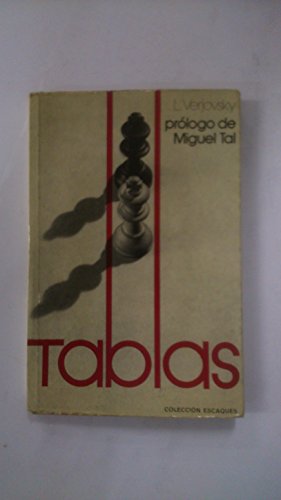 L. Verjovsky
prólogo de
Miguel Tal
Tablas
COLECCION ESCAQUES